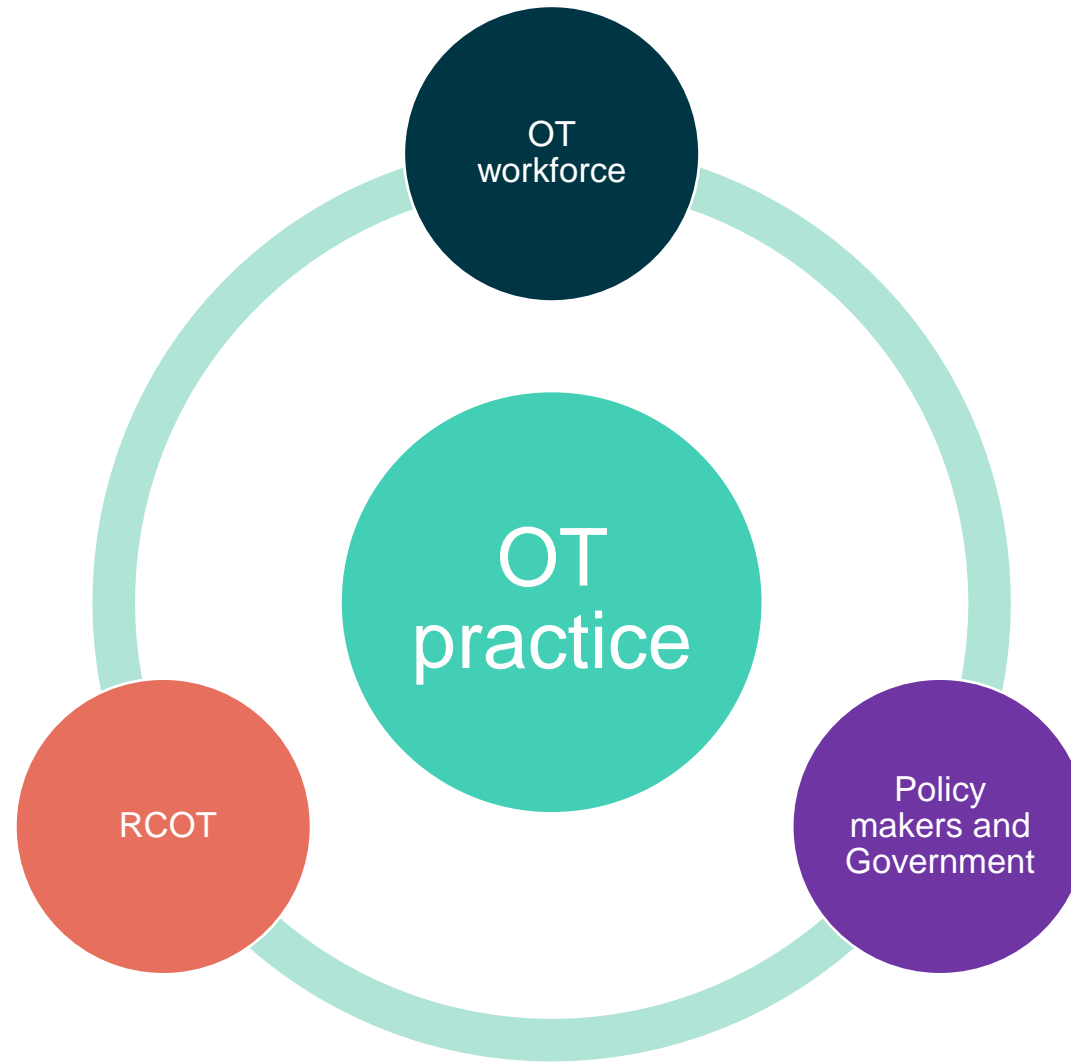 OT
workforce
OT
practice
RCOT
Policy
makers and
Government